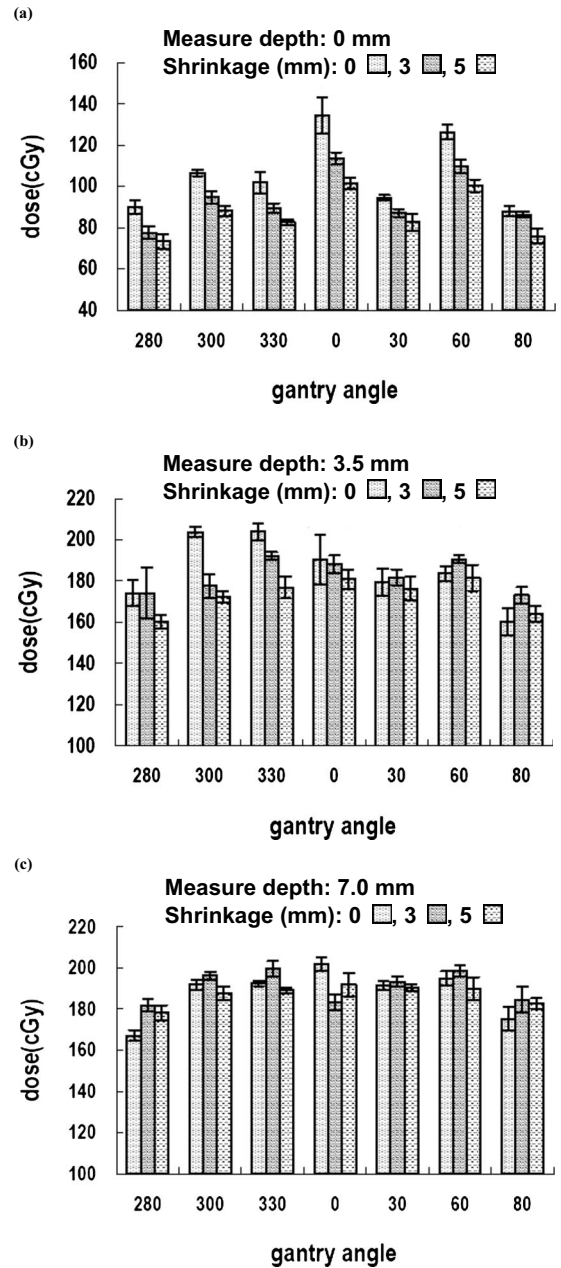 (a)
Measure depth: 0 mm
Shrinkage (mm): 0 , 3 , 5
160
140
120
100
80
60
40
dose(cGy)
280 300 330 0 30 60 80
gantry angle
(b)
Measure depth: 3.5 mm
Shrinkage (mm): 0 , 3 , 5
220
200
180
160
140
120
100
dose(cGy)
280 300 330 0 30 60 80
gantry angle
(c)
Measure depth: 7.0 mm
Shrinkage (mm): 0 , 3 , 5
220
200
180
160
140
120
100
dose(cGy)
280 300 330 0 30 60 80
gantry angle